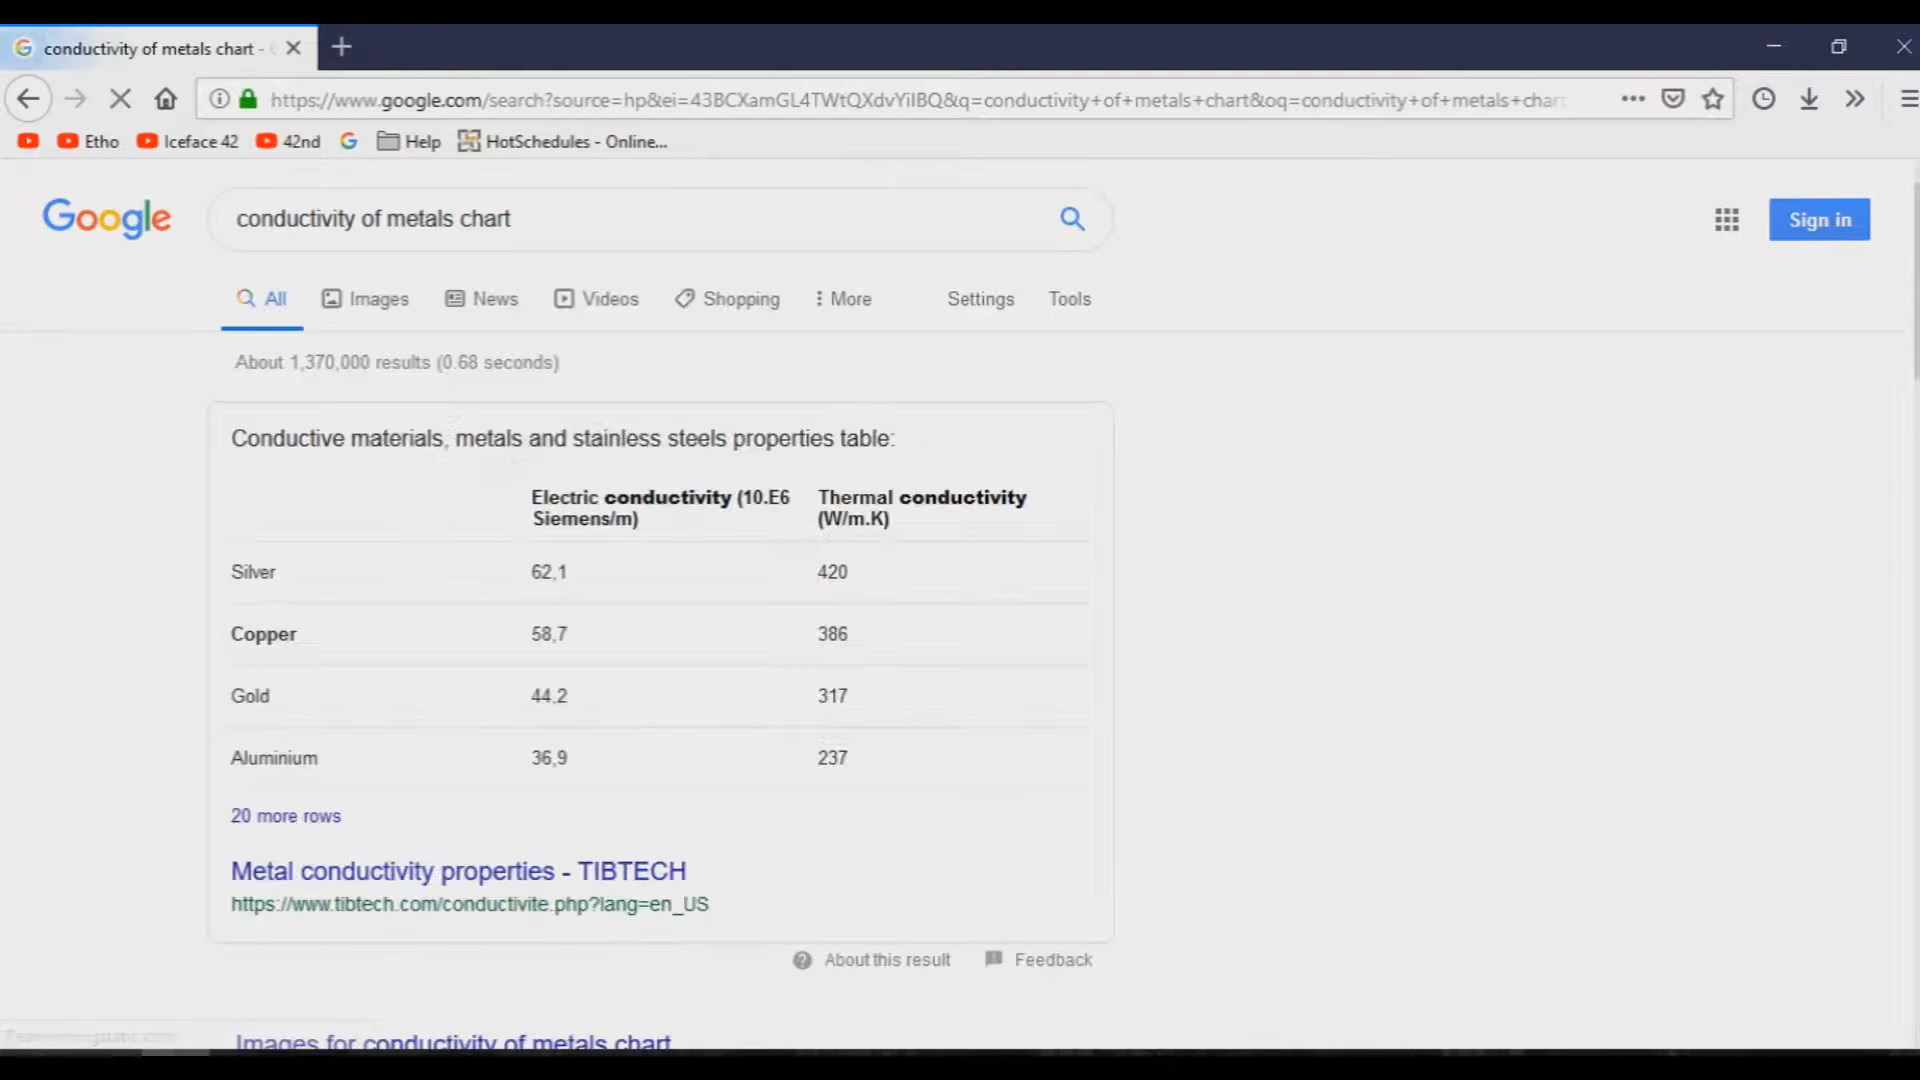 conductivity of metals chart -
https://www.google.com/search?source=hp&ei=43BCXamGL4TWtQXdvYiIBQ&q=conductivity+of+metals+chart&oq=conductivity+of+metals+char
Etho Iceface 42 42nd Help HotSchedules - Online...
Google conductivity of metals chart Sign in
All Images News Videos Shopping More Settings Tools
About 1,370,000 results (0.68 seconds)
Conductive materials, metals and stainless steels properties table:
Electric conductivity (10.E6 Thermal conductivity
Siemens/m) (W/m.K)
Silver 62,1 420
Copper 58,7 386
Gold 44,2 317
Aluminium 36,9 237
20 more rows
Metal conductivity properties - TIBTECH
https://www.tibtech.com/conductivite.php?lang=en_US
About this result Feedback
Images for conductivity of metals chart